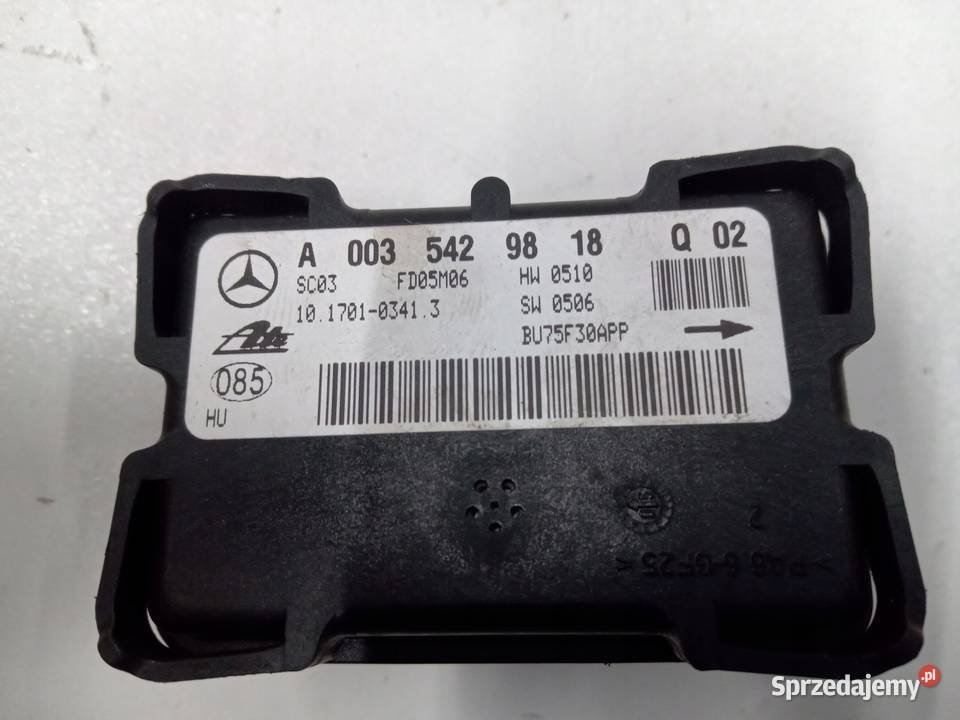 A 003 542 98 18 Q 02
SC03 FD05M06 HW 0510
10.1701-0341.3 SW 0506
BU75F30APP
Ate
085
HU
2
Sprzedajemy.pl